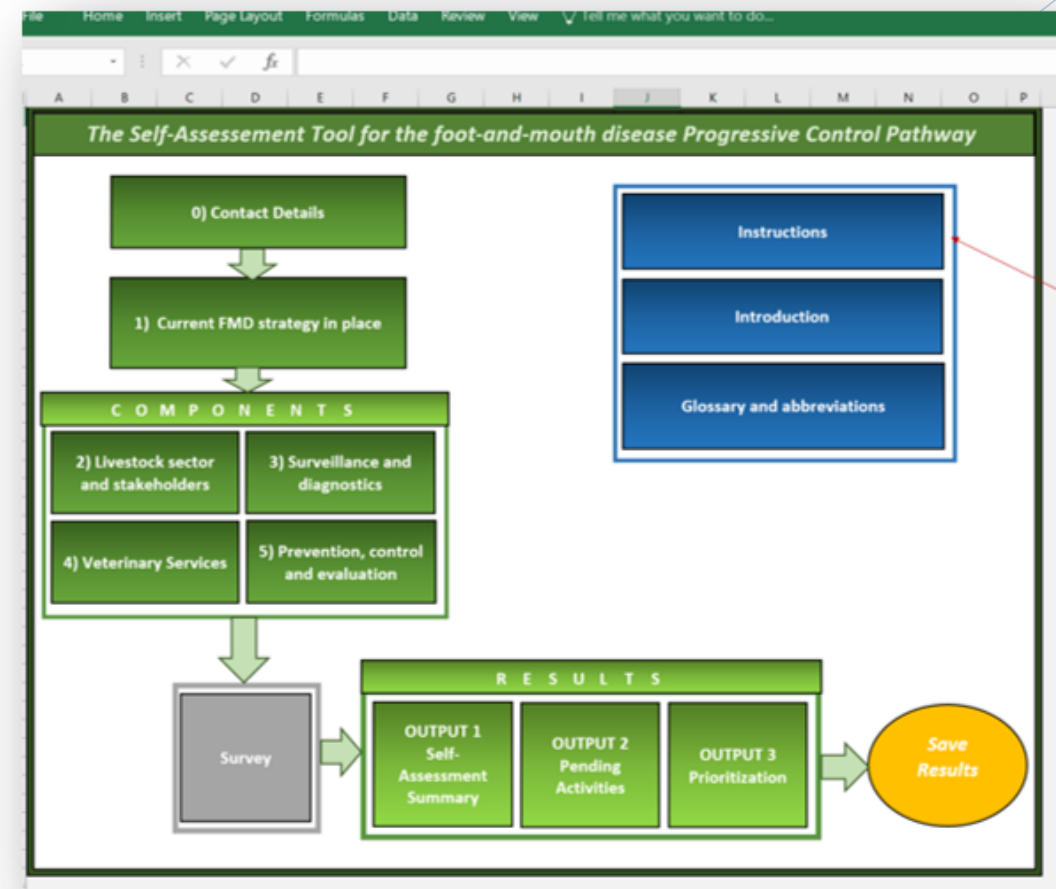 File Home Insert Page Layout Formulas Data Review View Tell me what you want to do...
fx
A B C D E F G H I J K L M N O P
The Self-Assessement Tool for the foot-and-mouth disease Progressive Control Pathway
0) Contact Details
1) Current FMD strategy in place
COMPONENTS
2) Livestock sector
and stakeholders
3) Surveillance and
diagnostics
4) Veterinary Services
5) Prevention, control
and evaluation
Instructions
Introduction
Glossary and abbreviations
Survey
RESULTS
OUTPUT 1
Self-
Assessment
Summary
OUTPUT 2
Pending
Activities
OUTPUT 3
Prioritization
Save
Results